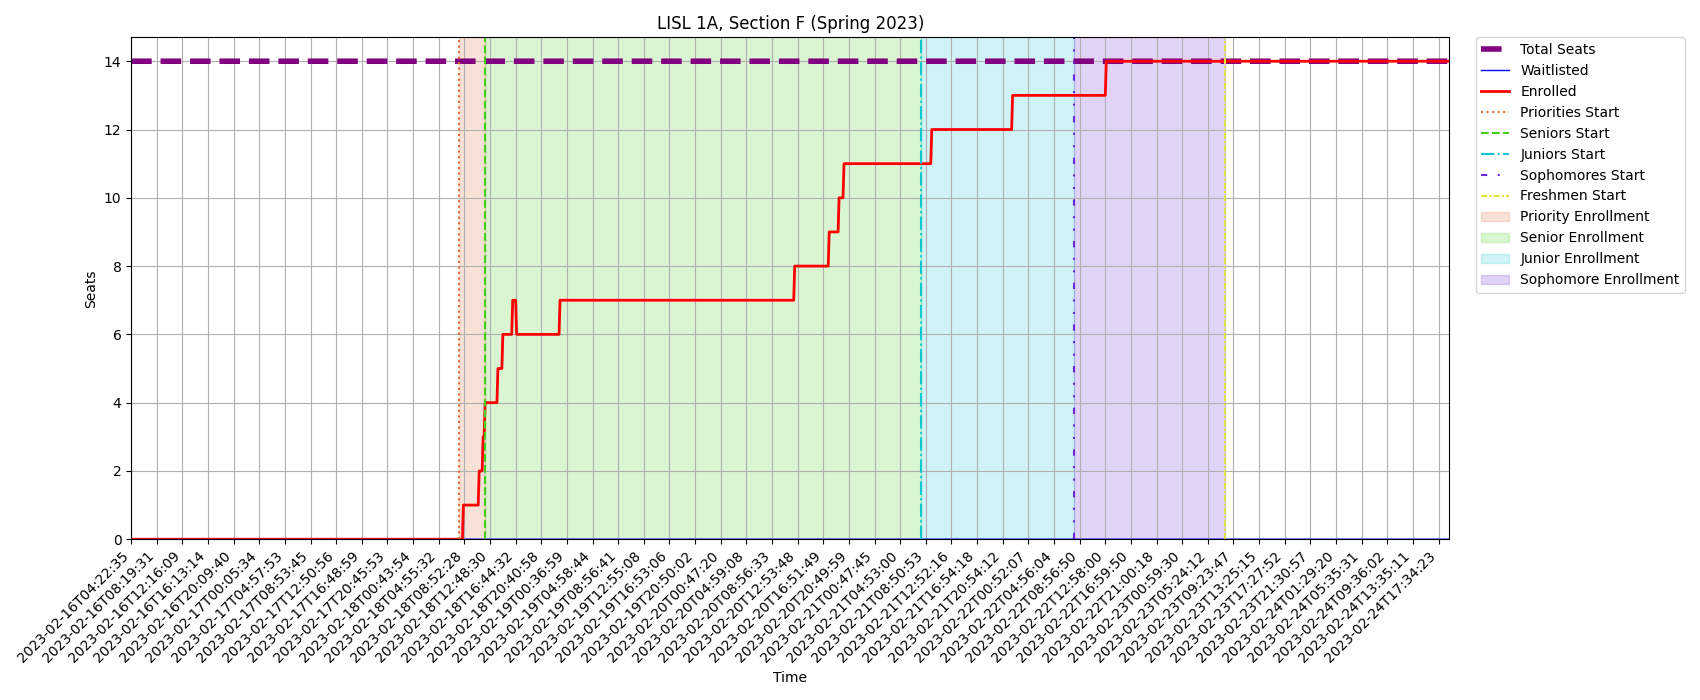 LISL 1A, Section F (Spring 2023)
Seats
14
12
10
8
6
4
2
0
2023-02-16T04:22:35
2023-02-16T08:19:31
2023-02-16T12:16:09
2023-02-16T16:13:14
2023-02-16T20:09:40
2023-02-17T00:05:34
2023-02-17T04:57:53
2023-02-17T08:53:45
2023-02-17T12:50:56
2023-02-17T16:48:59
2023-02-17T20:45:53
2023-02-18T00:43:54
2023-02-18T04:55:32
2023-02-18T08:52:28
2023-02-18T12:48:30
2023-02-18T16:44:32
2023-02-18T20:40:58
2023-02-19T00:36:59
2023-02-19T04:58:44
2023-02-19T08:56:41
2023-02-19T12:55:08
2023-02-19T16:53:06
2023-02-19T20:50:02
2023-02-20T00:47:20
2023-02-20T04:59:08
2023-02-20T08:56:33
2023-02-20T12:53:48
2023-02-20T16:51:49
2023-02-20T20:49:59
2023-02-21T00:47:45
2023-02-21T04:53:00
2023-02-21T08:50:53
2023-02-21T12:52:16
2023-02-21T16:54:18
2023-02-21T20:54:12
2023-02-22T00:52:07
2023-02-22T04:56:04
2023-02-22T08:56:50
2023-02-22T12:58:00
2023-02-22T16:59:50
2023-02-22T21:00:18
2023-02-23T00:59:30
2023-02-23T05:24:12
2023-02-23T09:23:47
2023-02-23T13:25:15
2023-02-23T17:27:52
2023-02-23T21:30:57
2023-02-24T01:29:20
2023-02-24T05:35:31
2023-02-24T09:36:02
2023-02-24T13:35:11
2023-02-24T17:34:23
Time
Total Seats
Waitlisted
Enrolled
Priorities Start
Seniors Start
Juniors Start
Sophomores Start
Freshmen Start
Priority Enrollment
Senior Enrollment
Junior Enrollment
Sophomore Enrollment